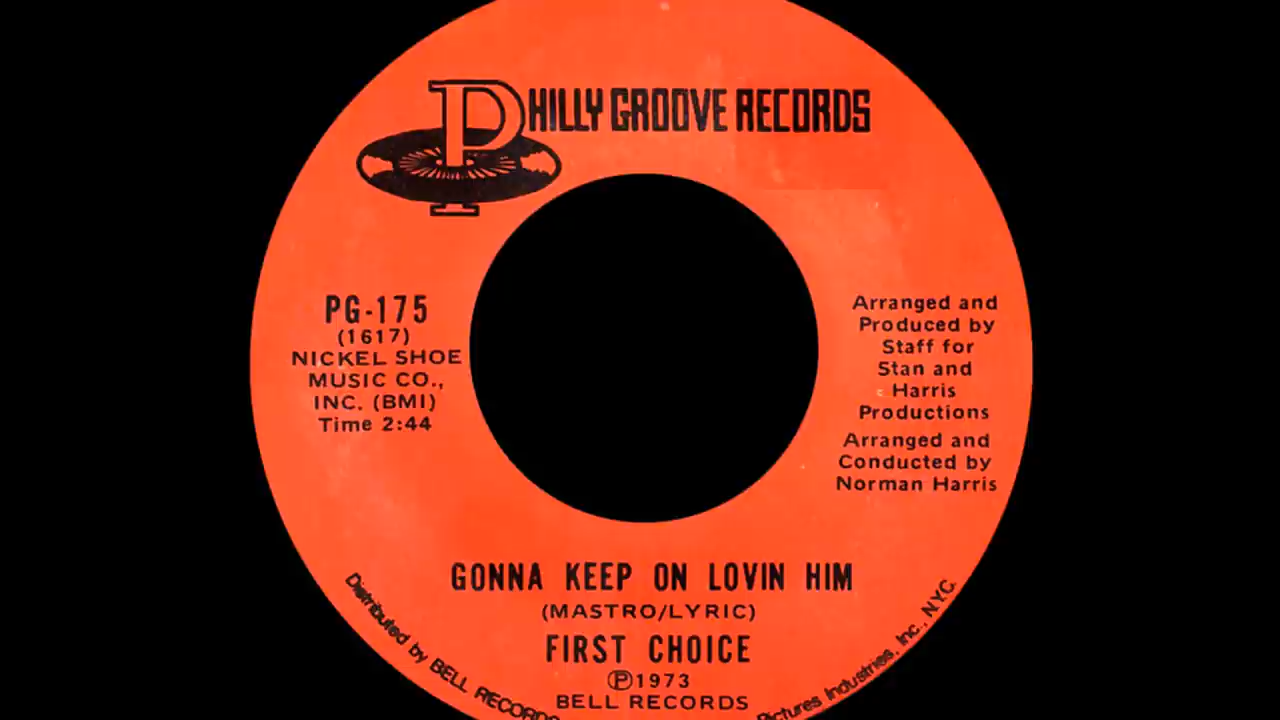 PHILLY GROOVE RECORDS
PG-175
(1617)
NICKEL SHOE
MUSIC CO.,
INC. (BMI)
Time 2:44
Arranged and
Produced by
Staff for
Stan and
Harris
Productions
Arranged and
Conducted by
Norman Harris
GONNA KEEP ON LOVIN HIM
(MASTRO/LYRIC)
FIRST CHOICE
Ⓟ1973
BELL RECORDS
Distributed by BELL RECORDS
Pictures Industries, Inc., N.Y.C.